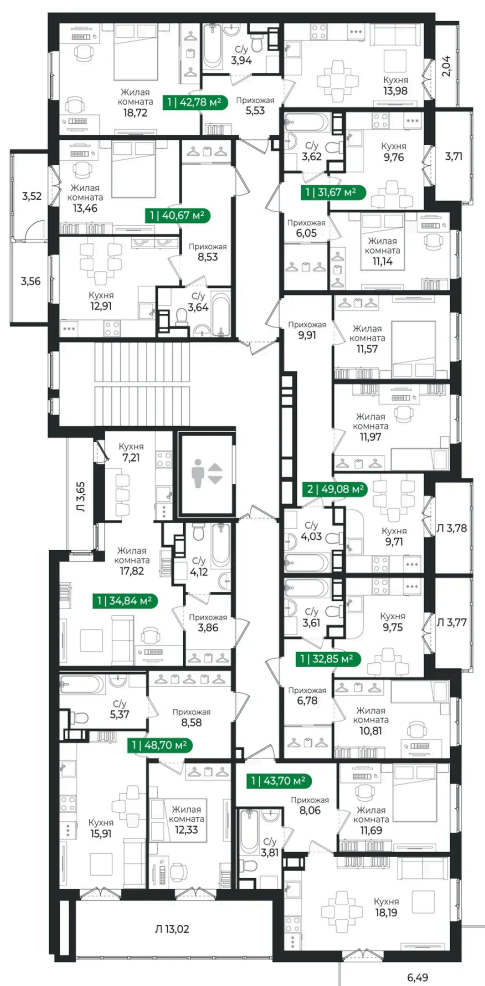 С/у
3,94
Кухня
13,98
2,04
Жилая
комната
18,72
1 | 42,78 м²
Прихожая
5,53
С/у
3,62
9,76
3,71
3,52
Жилая
комната
13,46
1 | 40,67 м²
1 | 31,67 м²
6,05
Прихожая
8,53
Жилая
комната
11,14
3,56
Кухня
12,91
С/у
3,64
Прихожая
9,91
Жилая
комната
11,57
Жилая
комната
11,97
Кухня
7,21
Л 3,65
2 | 49,08 м²
С/у
4,03
Кухня
9,71
Л 3,78
Жилая
комната
17,82
С/у
4,12
1 | 34,84 м²
Прихожая
3,86
С/у
3,61
Кухня
9,75
Л 3,77
1 | 32,85 м²
Прихожая
6,78
С/у
5,37
Прихожая
8,58
Жилая
комната
10,81
1 | 48,70 м²
1 | 43,70 м²
Прихожая
8,06
Жилая
комната
11,69
Кухня
15,91
Жилая
комната
12,33
С/у
3,81
Кухня
18,19
Л 13,02
6,49